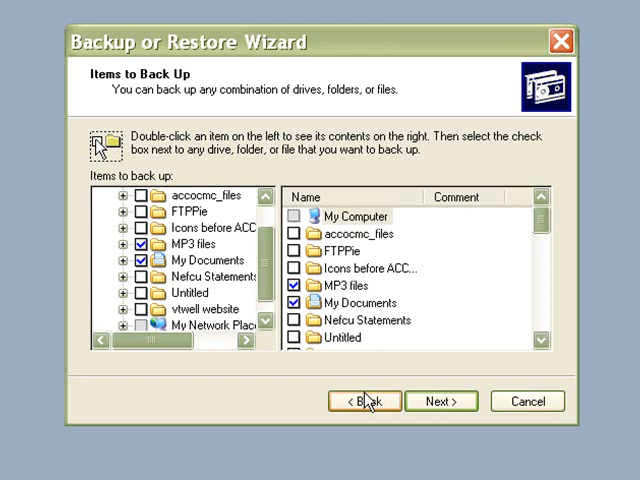 Backup or Restore Wizard
Items to Back Up
You can back up any combination of drives, folders, or files.
Double-click an item on the left to see its contents on the right. Then select the check
box next to any drive, folder, or file that you want to back up.
Items to back up:
accocmc_files
FTPPie
Icons before ACC
MP3 files
My Documents
Nefcu Statements
Untitled
vtwell website
My Network Plac
Name Comment
My Computer
accocmc_files
FTPPie
Icons before ACC...
MP3 files
My Documents
Nefcu Statements
Untitled
< Back Next > Cancel